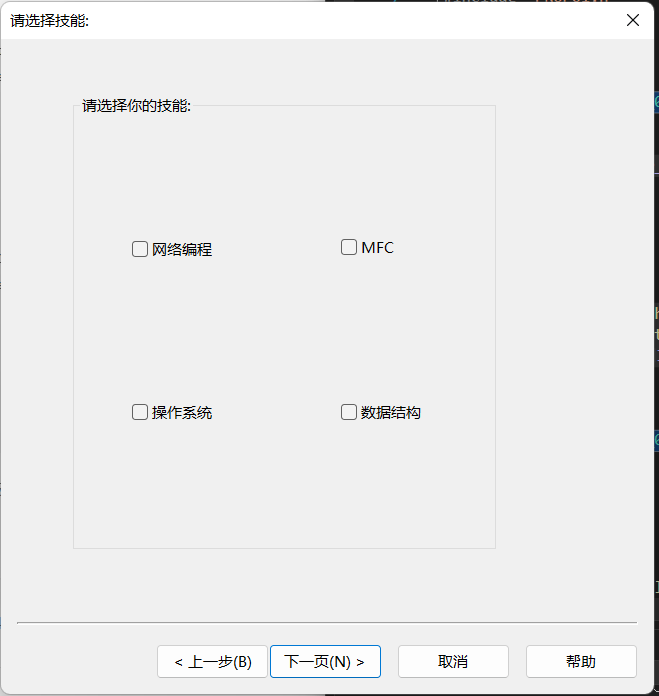 请选择技能:
请选择你的技能:
网络编程
MFC
操作系统
数据结构
< 上一步(B)
下一页(N) >
取消
帮助